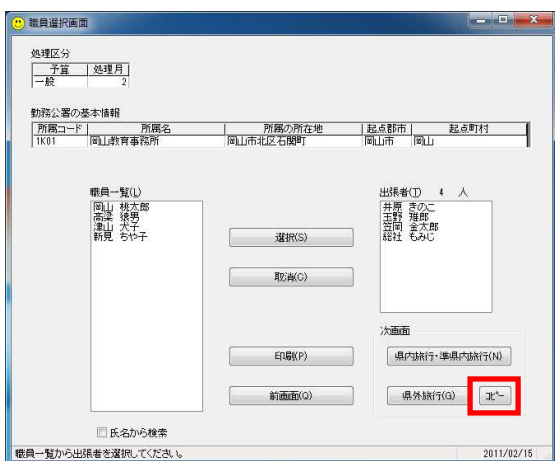 職員選択画面
処理区分
予算 処理月
一般 2
勤務公署の基本情報
所属コード 所属名 所属の所在地 起点郡市 起点町村
1K01 岡山教育事務所 岡山市北区石関町 岡山市 岡山
職員一覧(L)
岡山 桃太郎
高梁 猿男
津山 犬子
新見 ちや子
選択(S)
取消(C)
印刷(P)
前画面(Q)
氏名から検索
出張者(T) 4 人
井原 きのこ
玉野 雅郎
笠岡 金太郎
総社 もみじ
次画面
県内旅行・準県内旅行(N)
県外旅行(G) コピー
職員一覧から出張者を選択してください。 2011/02/15